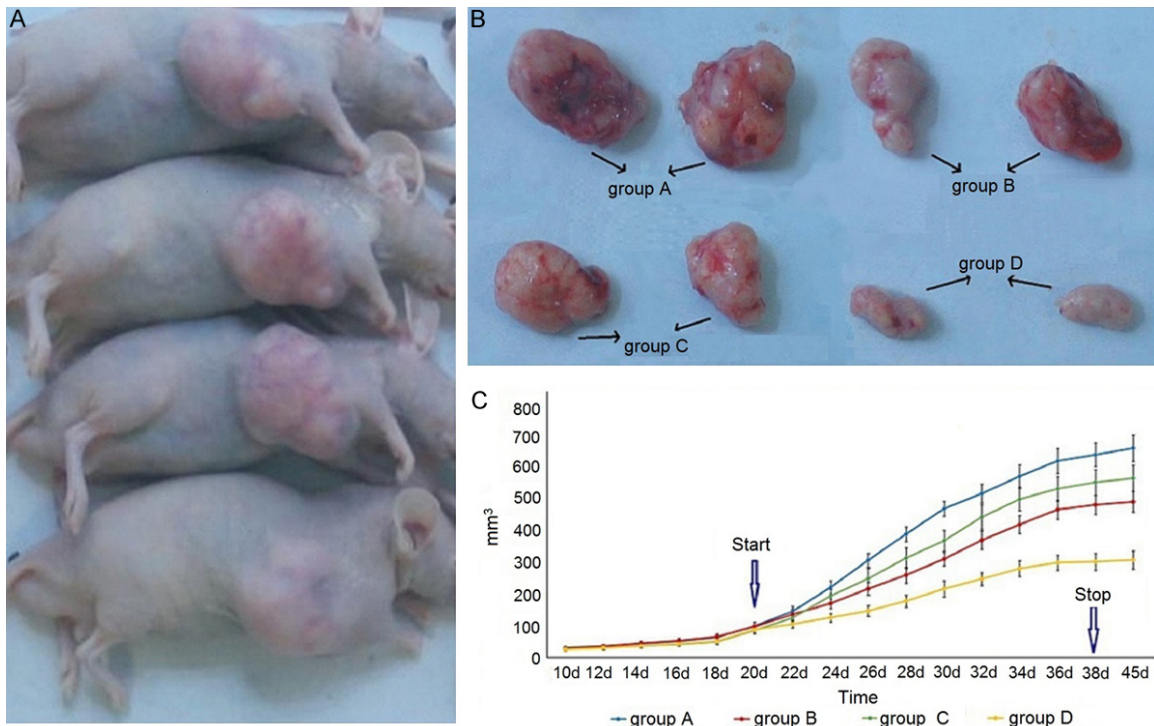 A
B
group A
group B
group C
group D
C
800
700
600
500
400
300
200
100
0
mm³
Start
Stop
10d 12d 14d 16d 18d 20d 22d 24d 26d 28d 30d 32d 34d 36d 38d 45d
Time
group A group B group C group D